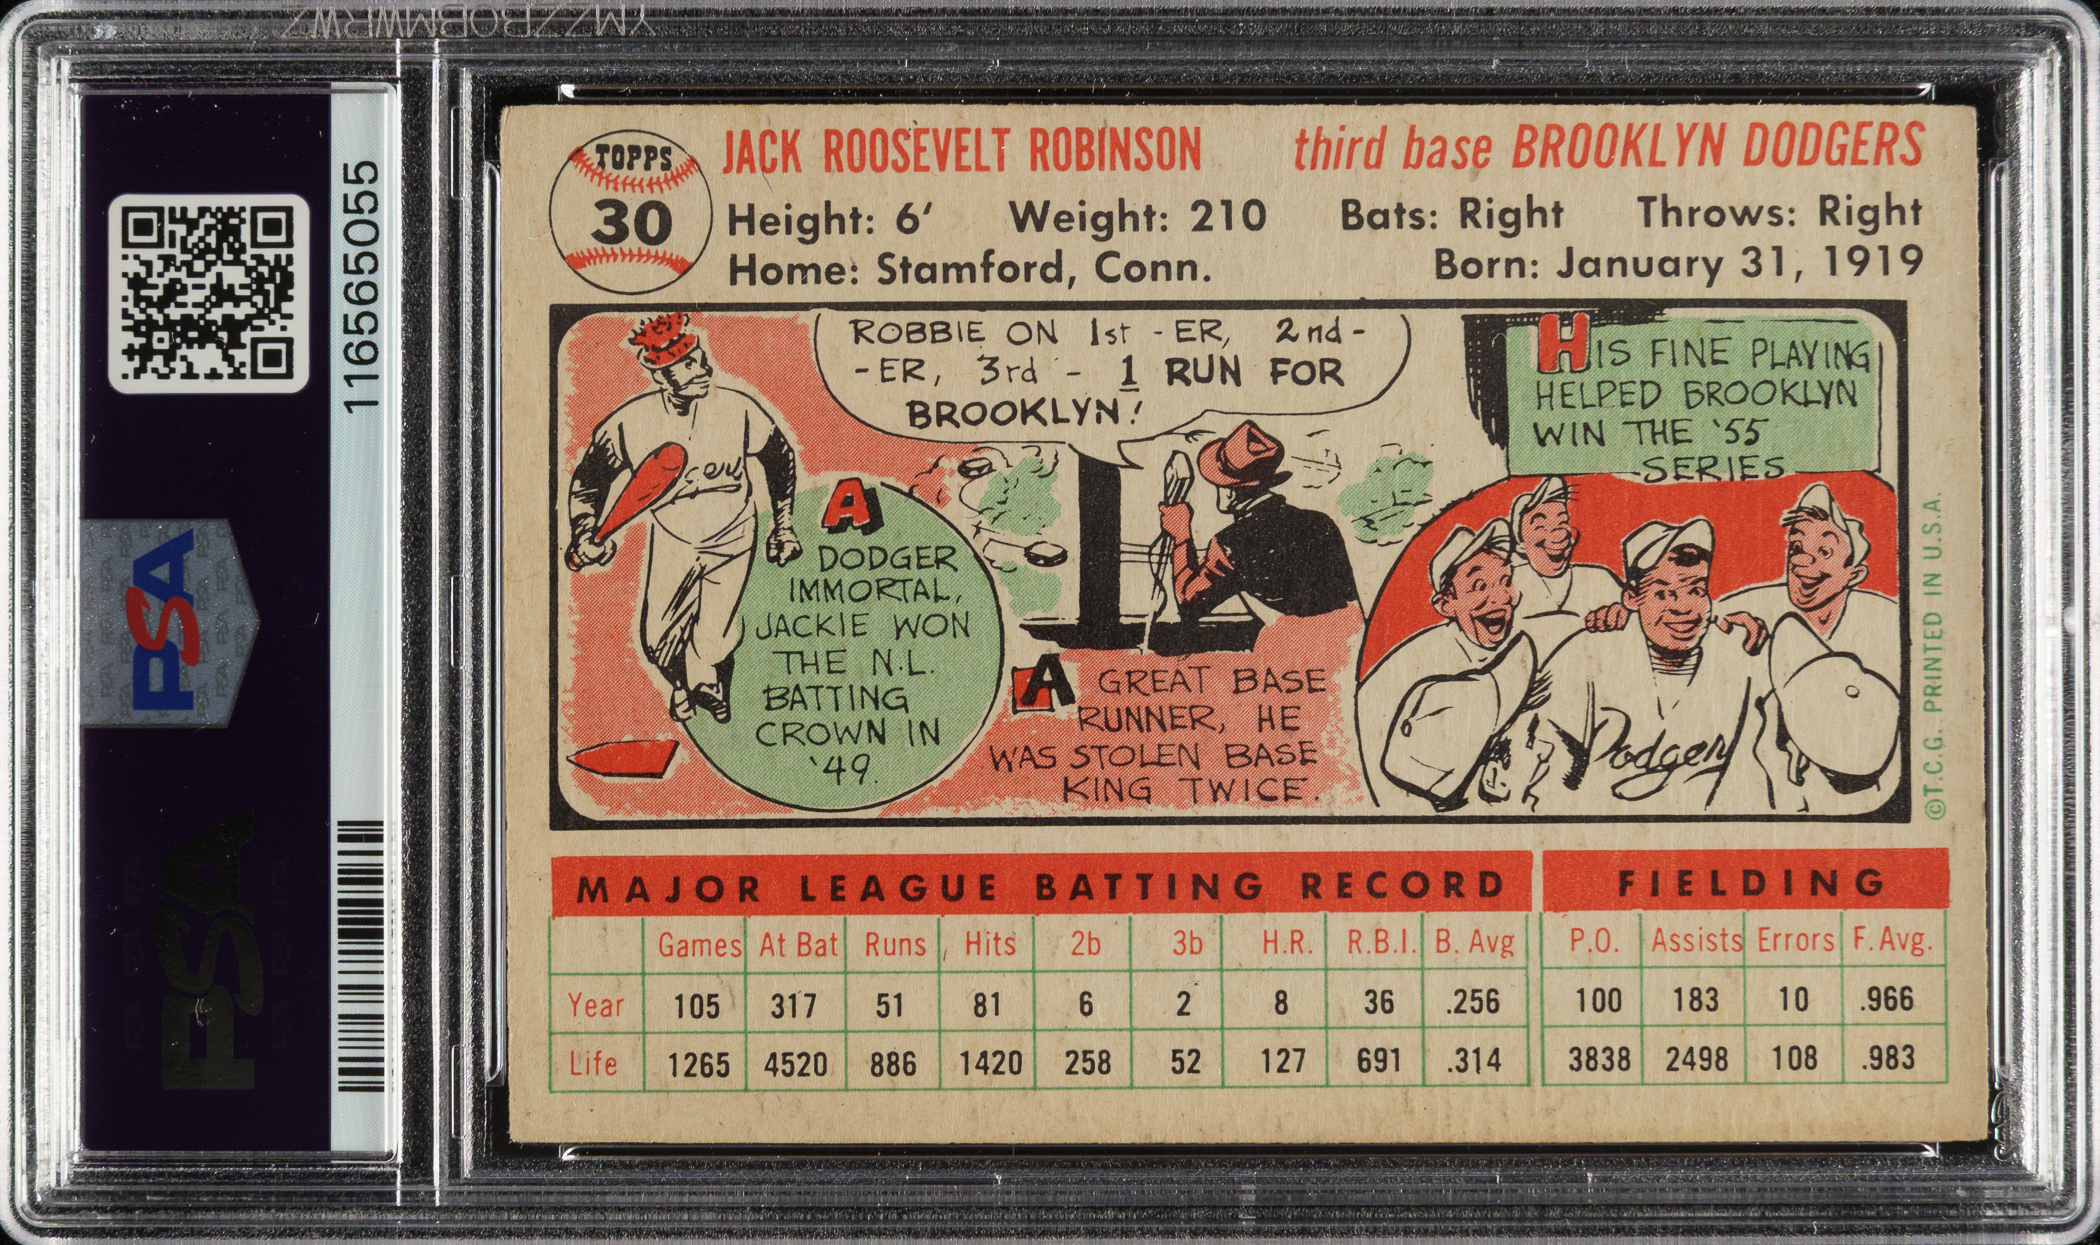 PSA
116565055
TOPPS
30
JACK ROOSEVELT ROBINSON
third base BROOKLYN DODGERS
Height: 6'
Weight: 210
Bats: Right
Throws: Right
Home: Stamford, Conn.
Born: January 31, 1919
ROBBIE ON 1st - ER, 2nd -
- ER, 3rd - 1 RUN FOR
BROOKLYN!
HIS FINE PLAYING
HELPED BROOKLYN
WIN THE '55
SERIES
A
DODGER
IMMORTAL,
JACKIE WON
THE N.L.
BATTING
CROWN IN
'49.
A GREAT BASE
RUNNER, HE
WAS STOLEN BASE
KING TWICE.
Dodgers
©T.C.G. PRINTED IN U.S.A.
MAJOR LEAGUE BATTING RECORD
FIELDING
Games At Bat Runs Hits 2b 3b H.R. R.B.I. B. Avg P.O. Assists Errors F. Avg.
Year 105 317 51 81 6 2 8 36 .256 100 183 10 .966
Life 1265 4520 886 1420 258 52 127 691 .314 3838 2498 108 .983
PSA